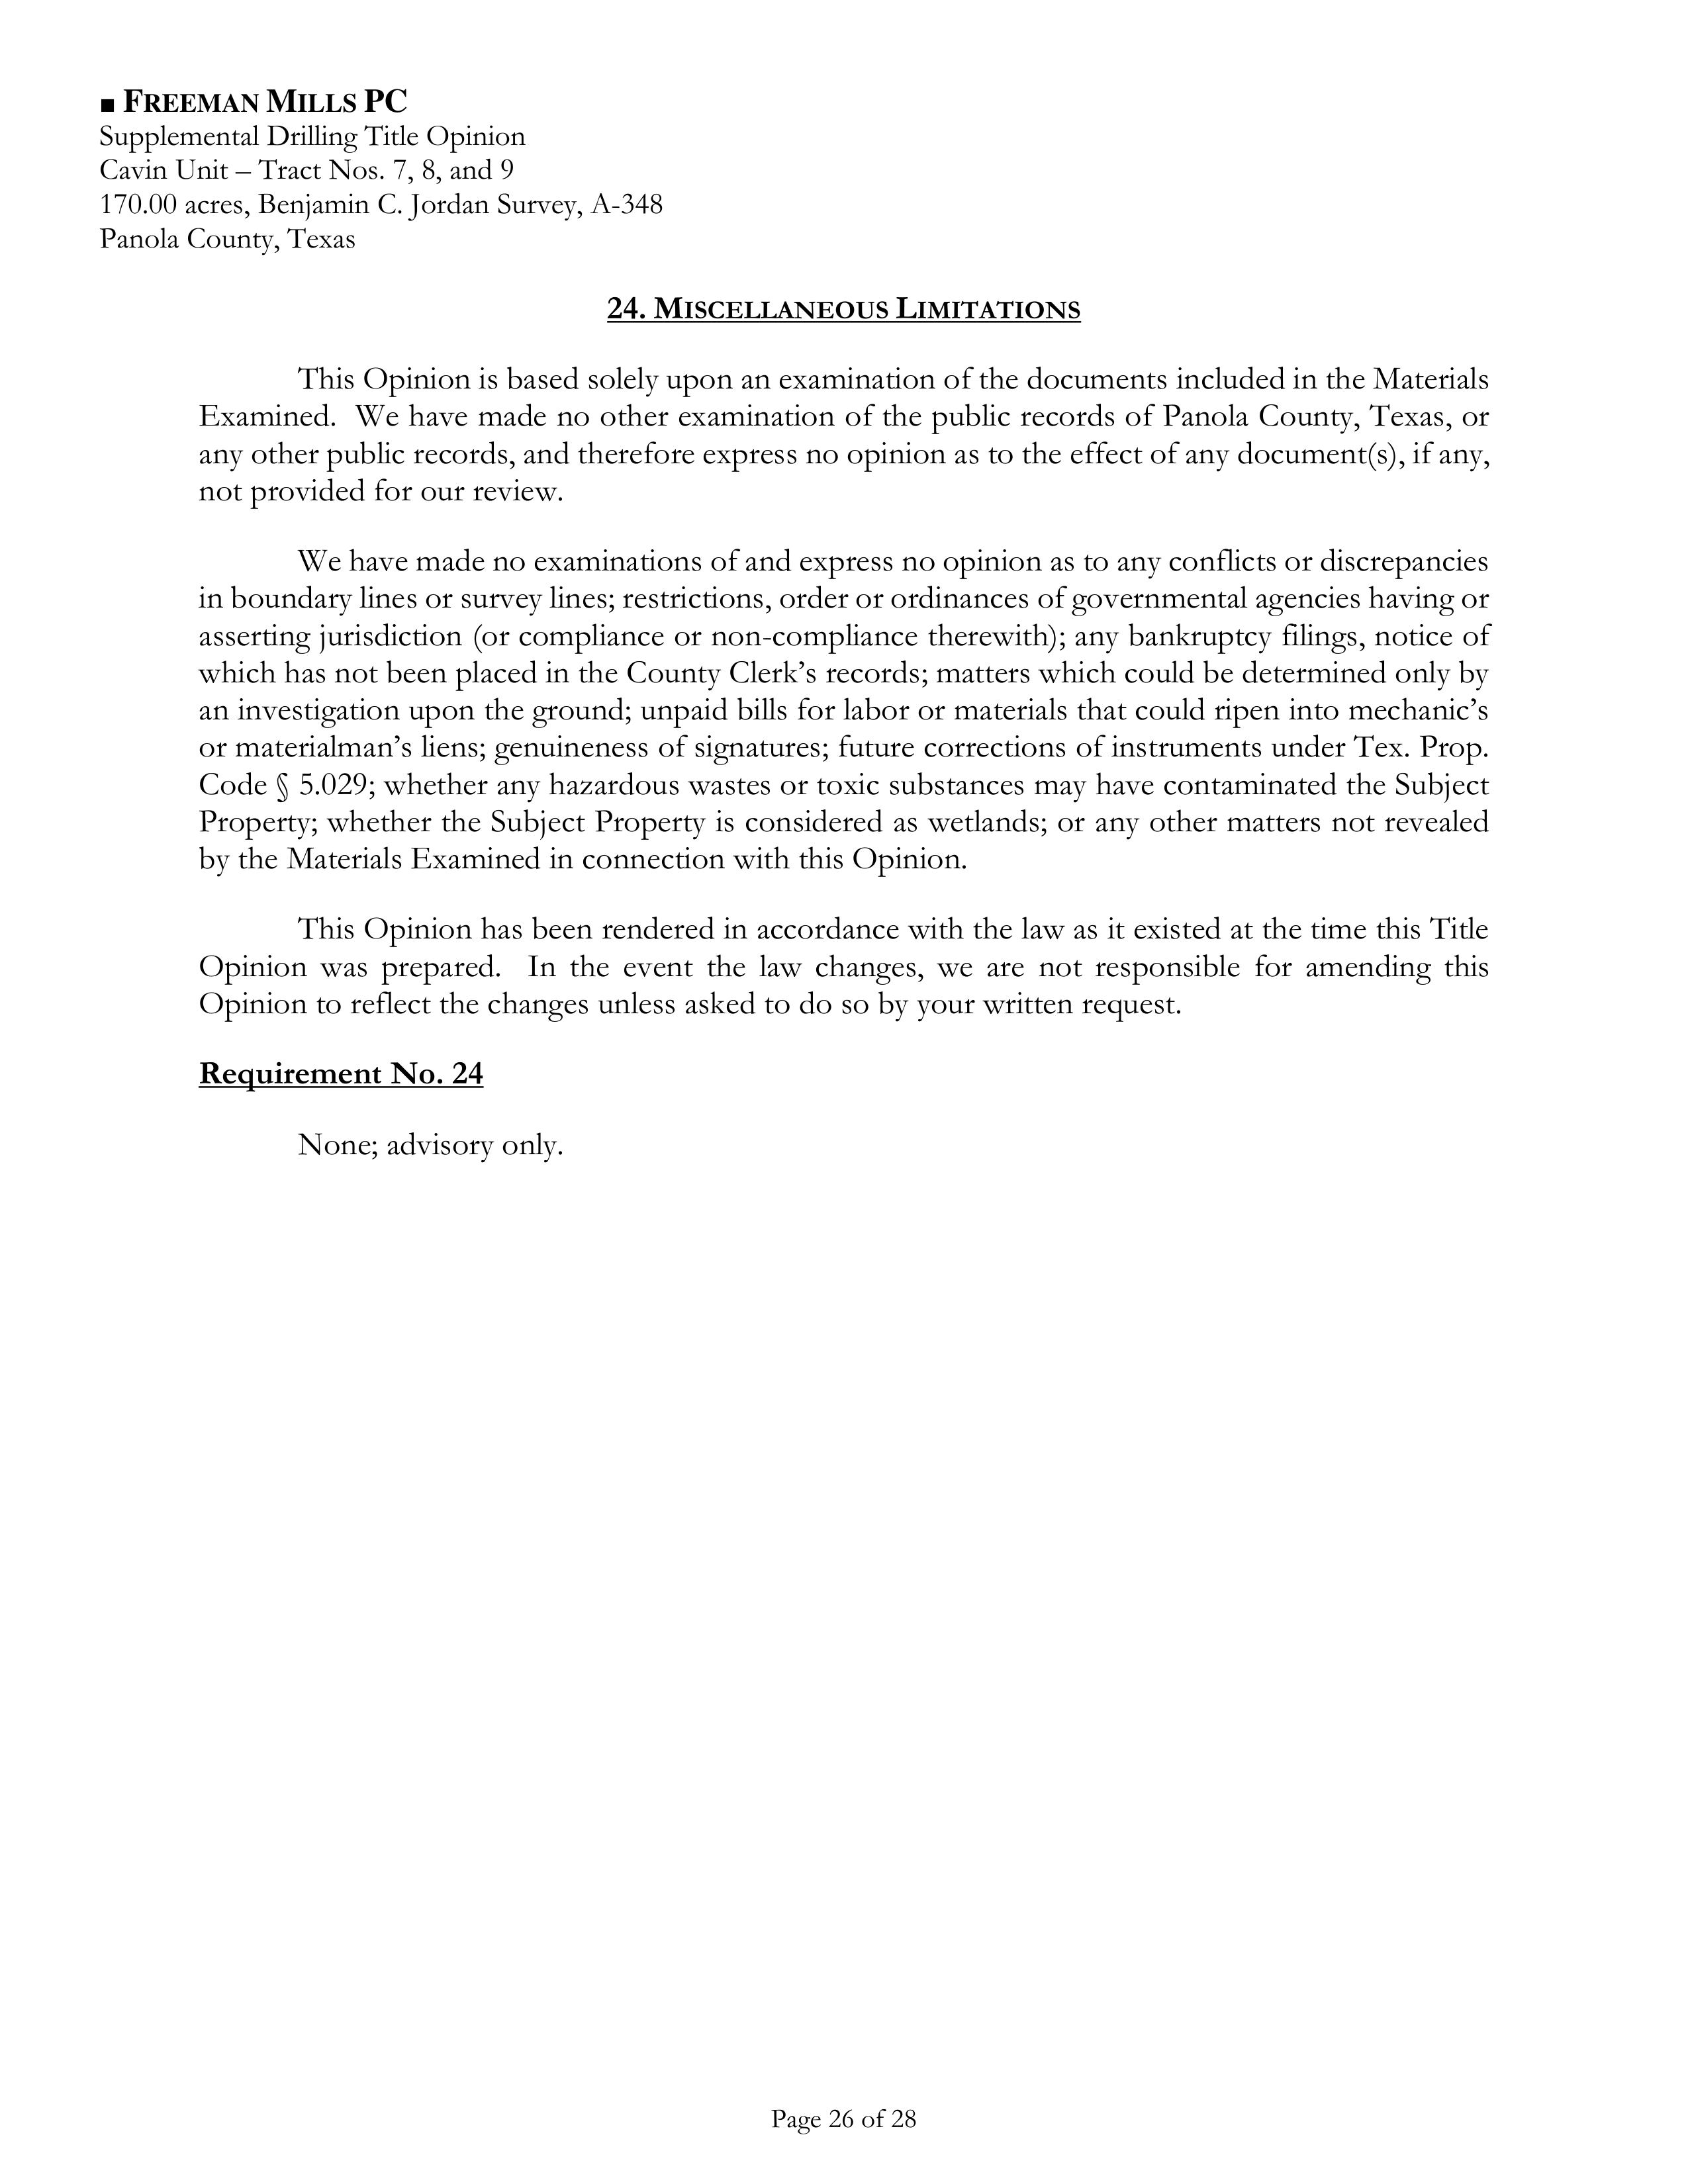 ■ FREEMAN MILLS PC
Supplemental Drilling Title Opinion
Cavin Unit – Tract Nos. 7, 8, and 9
170.00 acres, Benjamin C. Jordan Survey, A-348
Panola County, Texas
24. MISCELLANEOUS LIMITATIONS
This Opinion is based solely upon an examination of the documents included in the Materials
Examined.  We have made no other examination of the public records of Panola County, Texas, or
any other public records, and therefore express no opinion as to the effect of any document(s), if any,
not provided for our review.
We have made no examinations of and express no opinion as to any conflicts or discrepancies
in boundary lines or survey lines; restrictions, order or ordinances of governmental agencies having or
asserting jurisdiction (or compliance or non-compliance therewith); any bankruptcy filings, notice of
which has not been placed in the County Clerk’s records; matters which could be determined only by
an investigation upon the ground; unpaid bills for labor or materials that could ripen into mechanic’s
or materialman’s liens; genuineness of signatures; future corrections of instruments under Tex. Prop.
Code § 5.029; whether any hazardous wastes or toxic substances may have contaminated the Subject
Property; whether the Subject Property is considered as wetlands; or any other matters not revealed
by the Materials Examined in connection with this Opinion.
This Opinion has been rendered in accordance with the law as it existed at the time this Title
Opinion was prepared.  In the event the law changes, we are not responsible for amending this
Opinion to reflect the changes unless asked to do so by your written request.
Requirement No. 24
None; advisory only.
Page 26 of 28